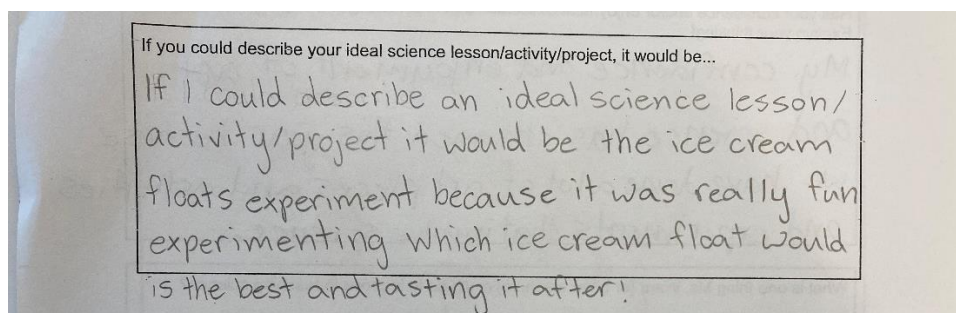 If you could describe your ideal science lesson/activity/project, it would be...
If I could describe an ideal science lesson/
activity/project it would be the ice cream
floats experiment because it was really fun
experimenting which ice cream float would
is the best and tasting it after!